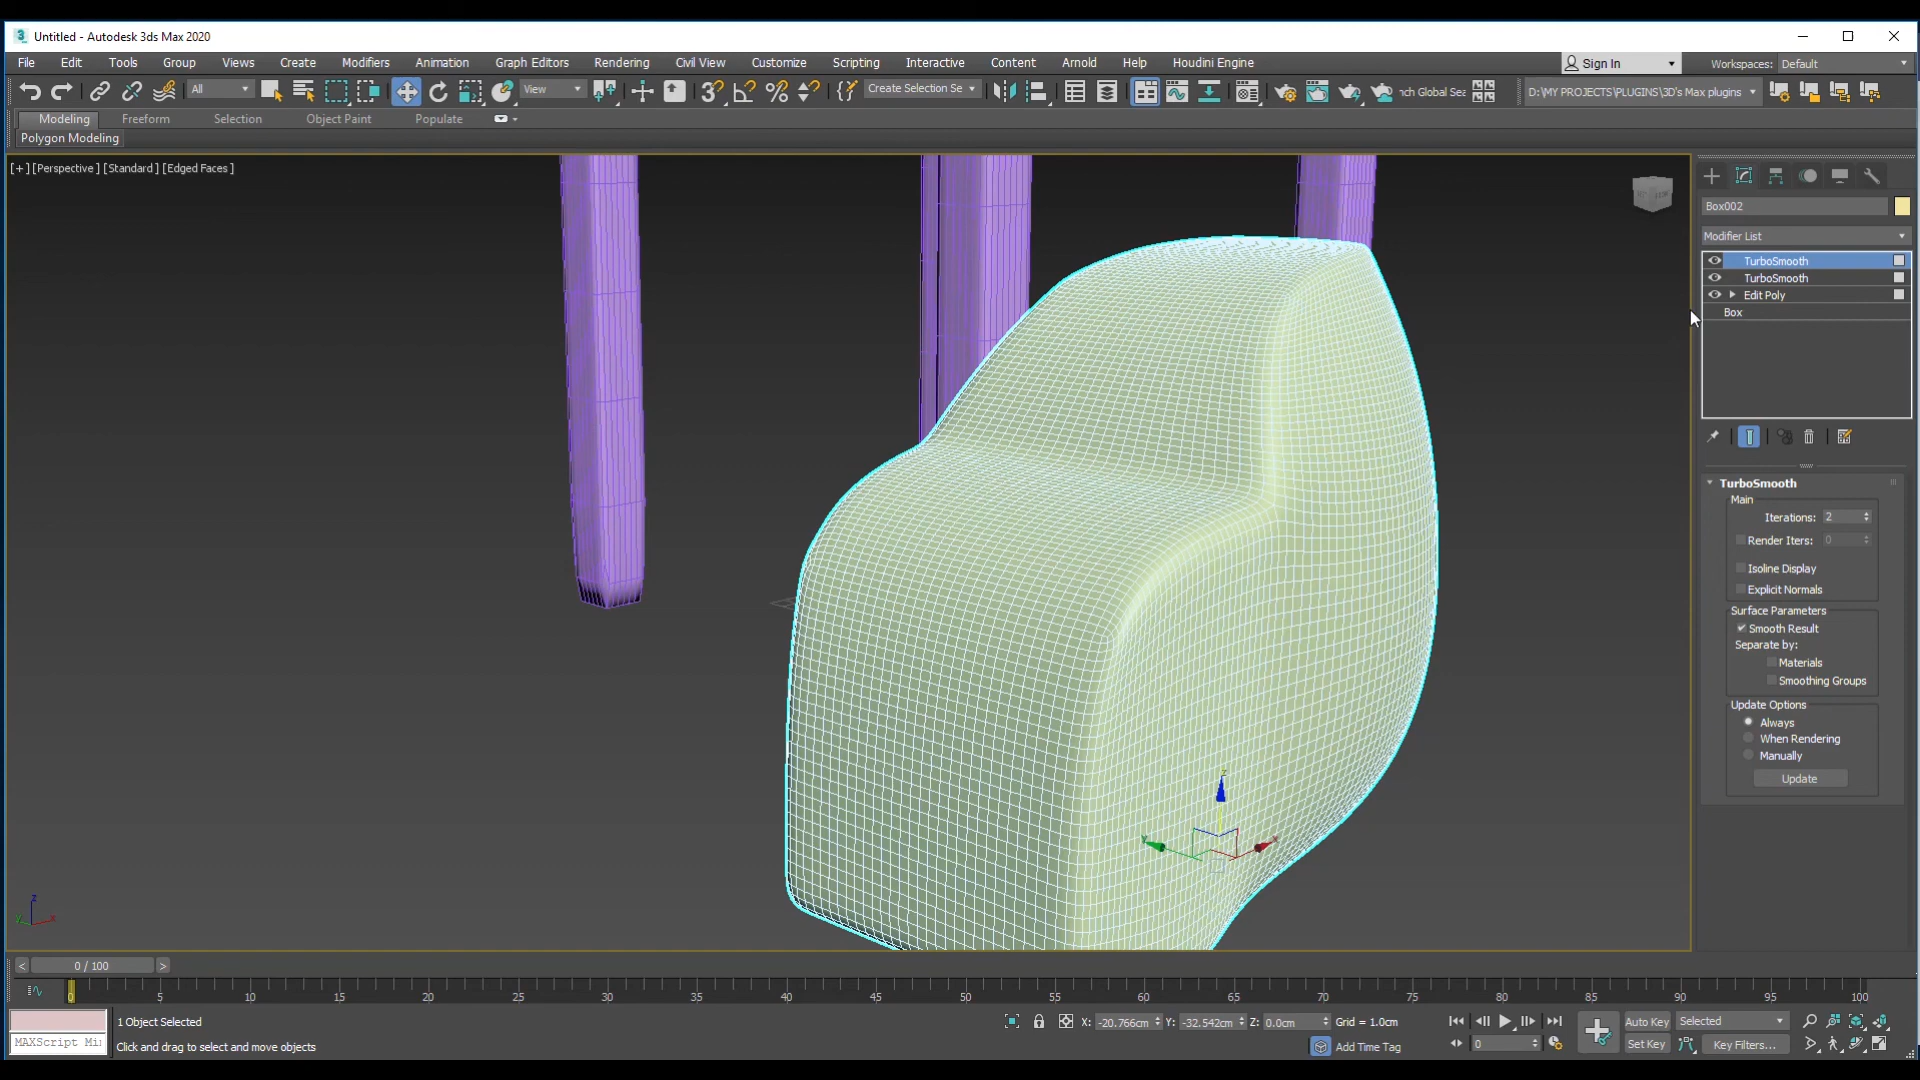 Untitled - Autodesk 3ds Max 2020
File Edit Tools Group Views Create Modifiers Animation Graph Editors Rendering Civil View Customize Scripting Interactive Content Arnold Help Houdini Engine Sign In Workspaces: Default
All View Create Selection Se rch Global Sea D:\MY PROJECTS\PLUGINS\3D's Max plugins
Modeling Freeform Selection Object Paint Populate
Polygon Modeling
[+] [Perspective ] [Standard ] [Edged Faces ]
Box002
Modifier List
TurboSmooth
TurboSmooth
Edit Poly
Box
TurboSmooth
Main
Iterations: 2
Render Iters: 0
Isoline Display
Explicit Normals
Surface Parameters
Smooth Result
Separate by:
Materials
Smoothing Groups
Update Options
Always
When Rendering
Manually
Update
z
y
x
z
y
x
< 0 / 100 >
0 5 10 15 20 25 30 35 40 45 50 55 60 65 70 75 80 85 90 95 100
1 Object Selected X: -20.766cm Y: -32.542cm Z: 0.0cm Grid = 1.0cm Auto Key Selected
MAXScript Mi Click and drag to select and move objects Add Time Tag 0 Set Key Key Filters...